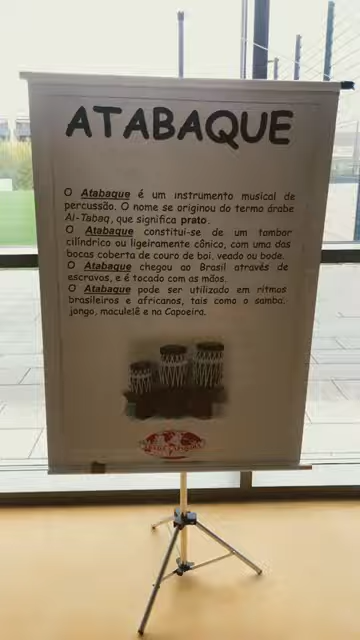 ATABAQUE
O Atabaque é um instrumento musical de
percussão. O nome se originou do termo árabe
Al-Tabaq, que significa prato.
O Atabaque constitui-se de um tambor
cilíndrico ou ligeiramente cônico, com uma das
bocas coberta de couro de boi, veado ou bode.
O Atabaque chegou ao Brasil através de
escravos, e é tocado com as mãos.
O Atabaque pode ser utilizado em ritmos
brasileiros e africanos, tais como o samba,
jongo, maculelê e na Capoeira.